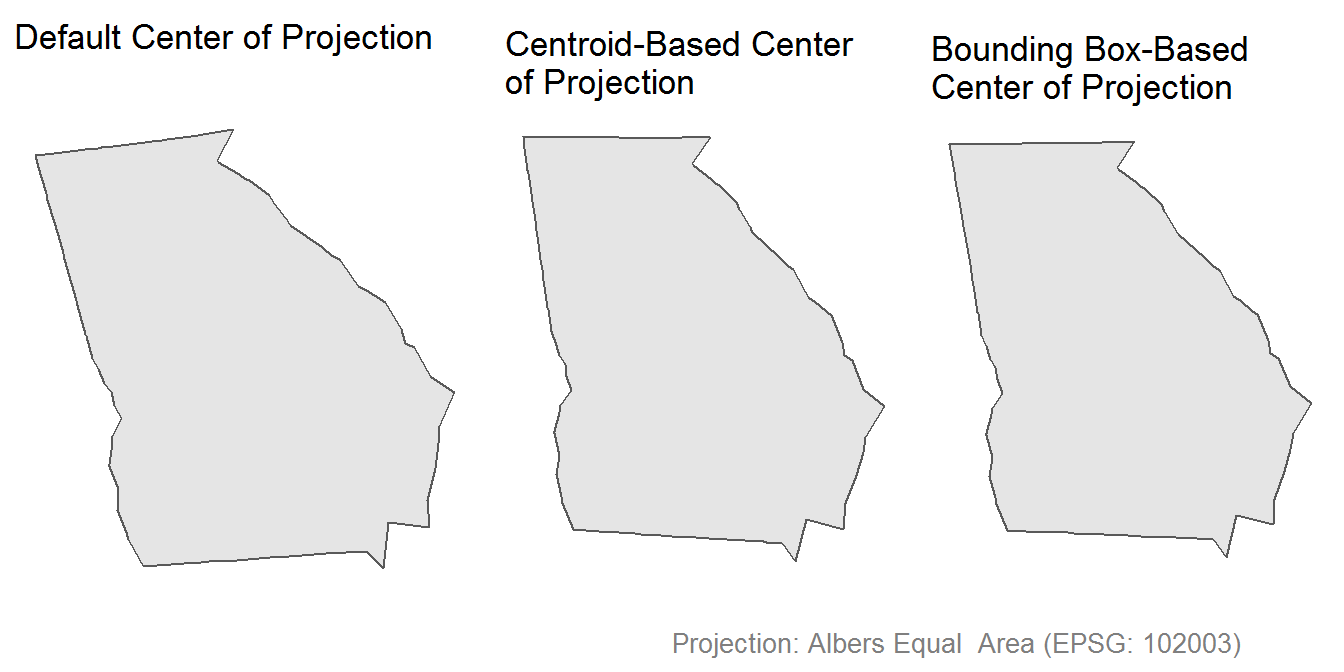 Default Center of Projection
Centroid-Based Center
of Projection
Bounding Box-Based
Center of Projection
Projection: Albers Equal  Area (EPSG: 102003)